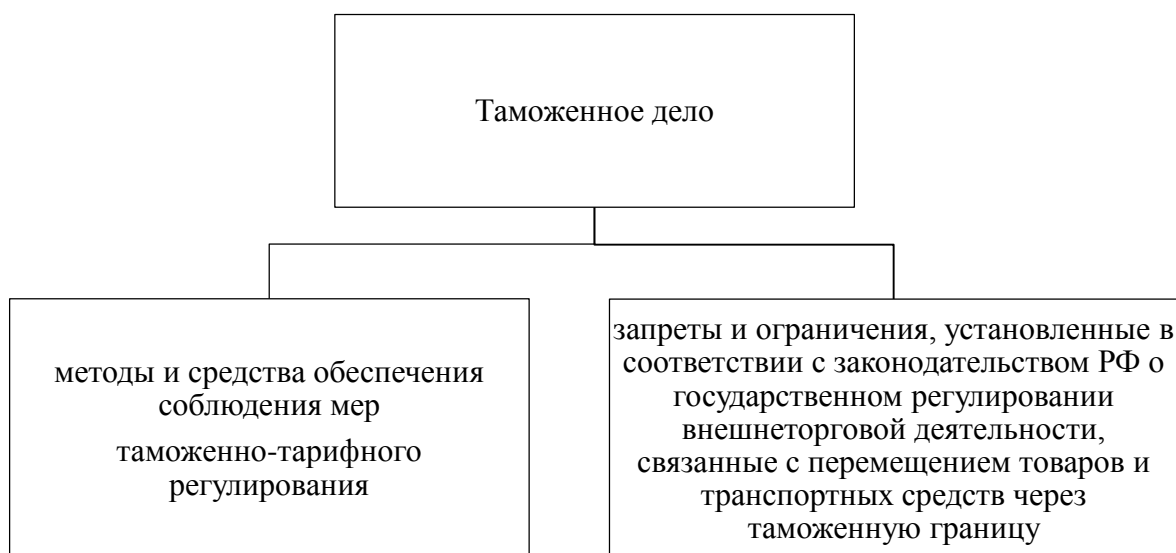 Таможенное дело
методы и средства обеспечения
соблюдения мер
таможенно-тарифного
регулирования
запреты и ограничения, установленные в
соответствии с законодательством РФ о
государственном регулировании
внешнеторговой деятельности,
связанные с перемещением товаров и
транспортных средств через
таможенную границу